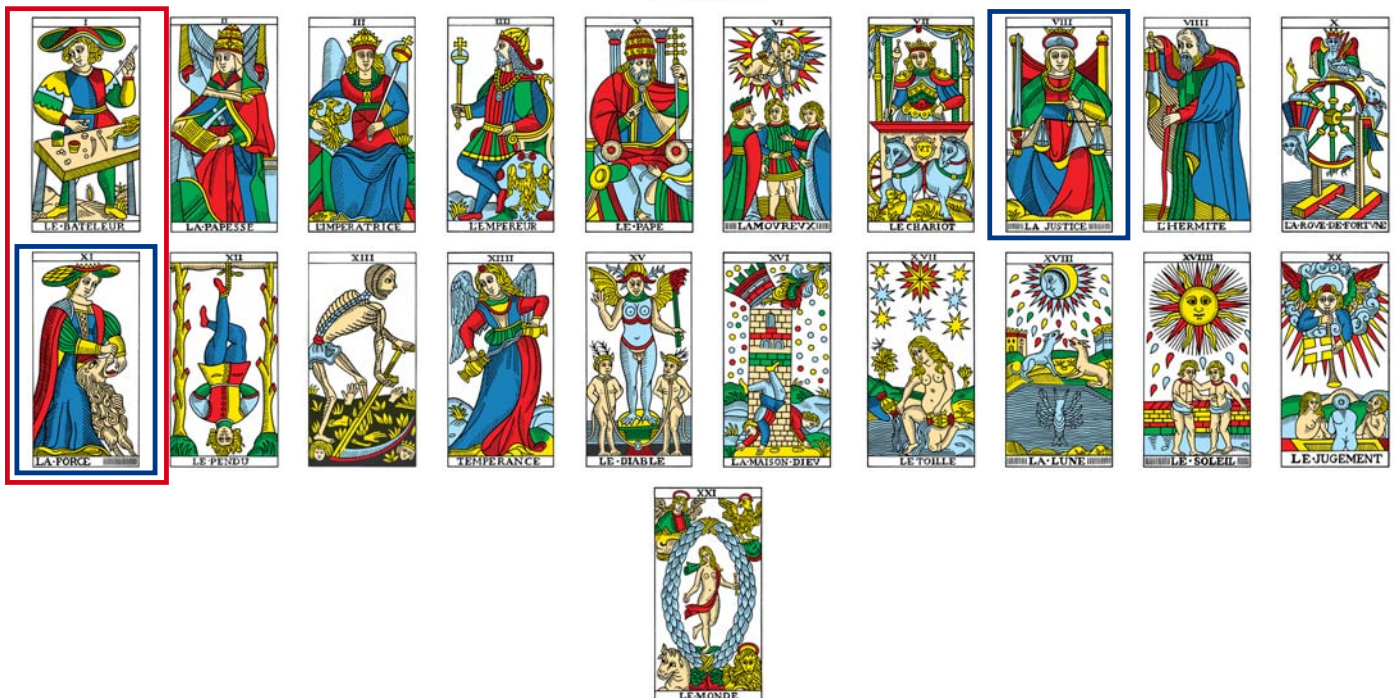 I
II
III
IIII
V
VI
VII
VIII
VIIII
X
LE·BATELEUR
LA·PAPESSE
L'IMPERATRICE
L'EMPEREUR
LE·PAPE
LAMOVREVX
LE CHARIOT
LA JUSTICE
L'HERMITE
LA·ROVE·DE·FORTVNE
VT
XI
XII
XIII
XIIII
XV
XVI
XVII
XVIII
XVIIII
XX
LA·FORCE
LE·PENDU
TEMPERANCE
LE·DIABLE
LA·MAISON·DIEV
LE TOILLE
LA·LUNE
LE·SOLEIL
LE·JUGEMENT
XXI
LE·MONDE